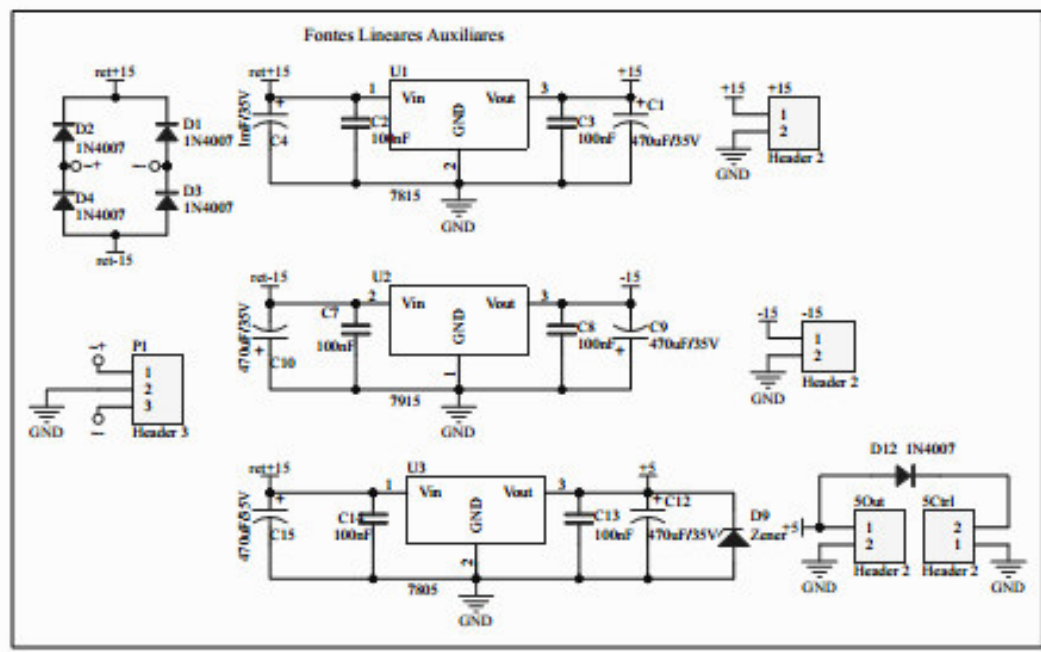 Fontes Lineares Auxiliares
ret+15
D2
1N4007
D1
1N4007
D4
1N4007
D3
1N4007
ret-15
ret+15
1mF/35V
C4
C2
100nF
U1
1
Vin
Vout
3
GND
2
7815
GND
C3
100nF
+15
C1
470uF/35V
+15
+15
1
2
Header 2
GND
ret-15
470uF/35V
C10
C7
100nF
U2
2
Vin
Vout
3
GND
1
7915
GND
C8
100nF
-15
C9
470uF/35V
-15
-15
1
2
Header 2
GND
P1
1
2
3
Header 3
GND
ret+15
470uF/35V
C15
C14
100nF
U3
1
Vin
Vout
3
GND
2
7805
GND
C13
100nF
+5
C12
470uF/35V
D9
Zener
D12 1N4007
+5
5Out
1
2
Header 2
GND
5Ctrl
2
1
Header 2
GND